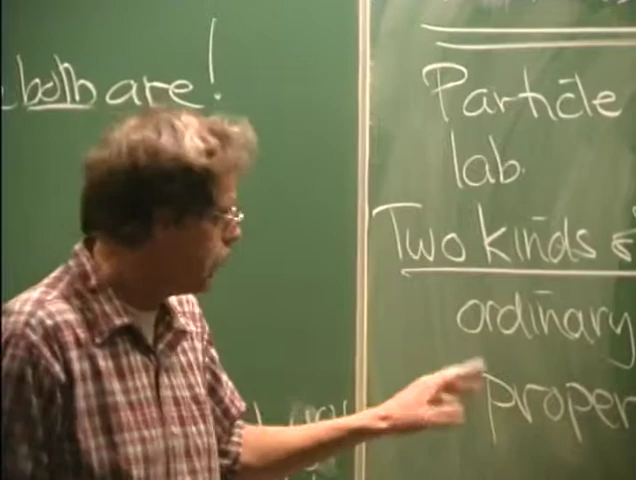 both are!
Particle
lab.
Two kinds
ordinary
proper